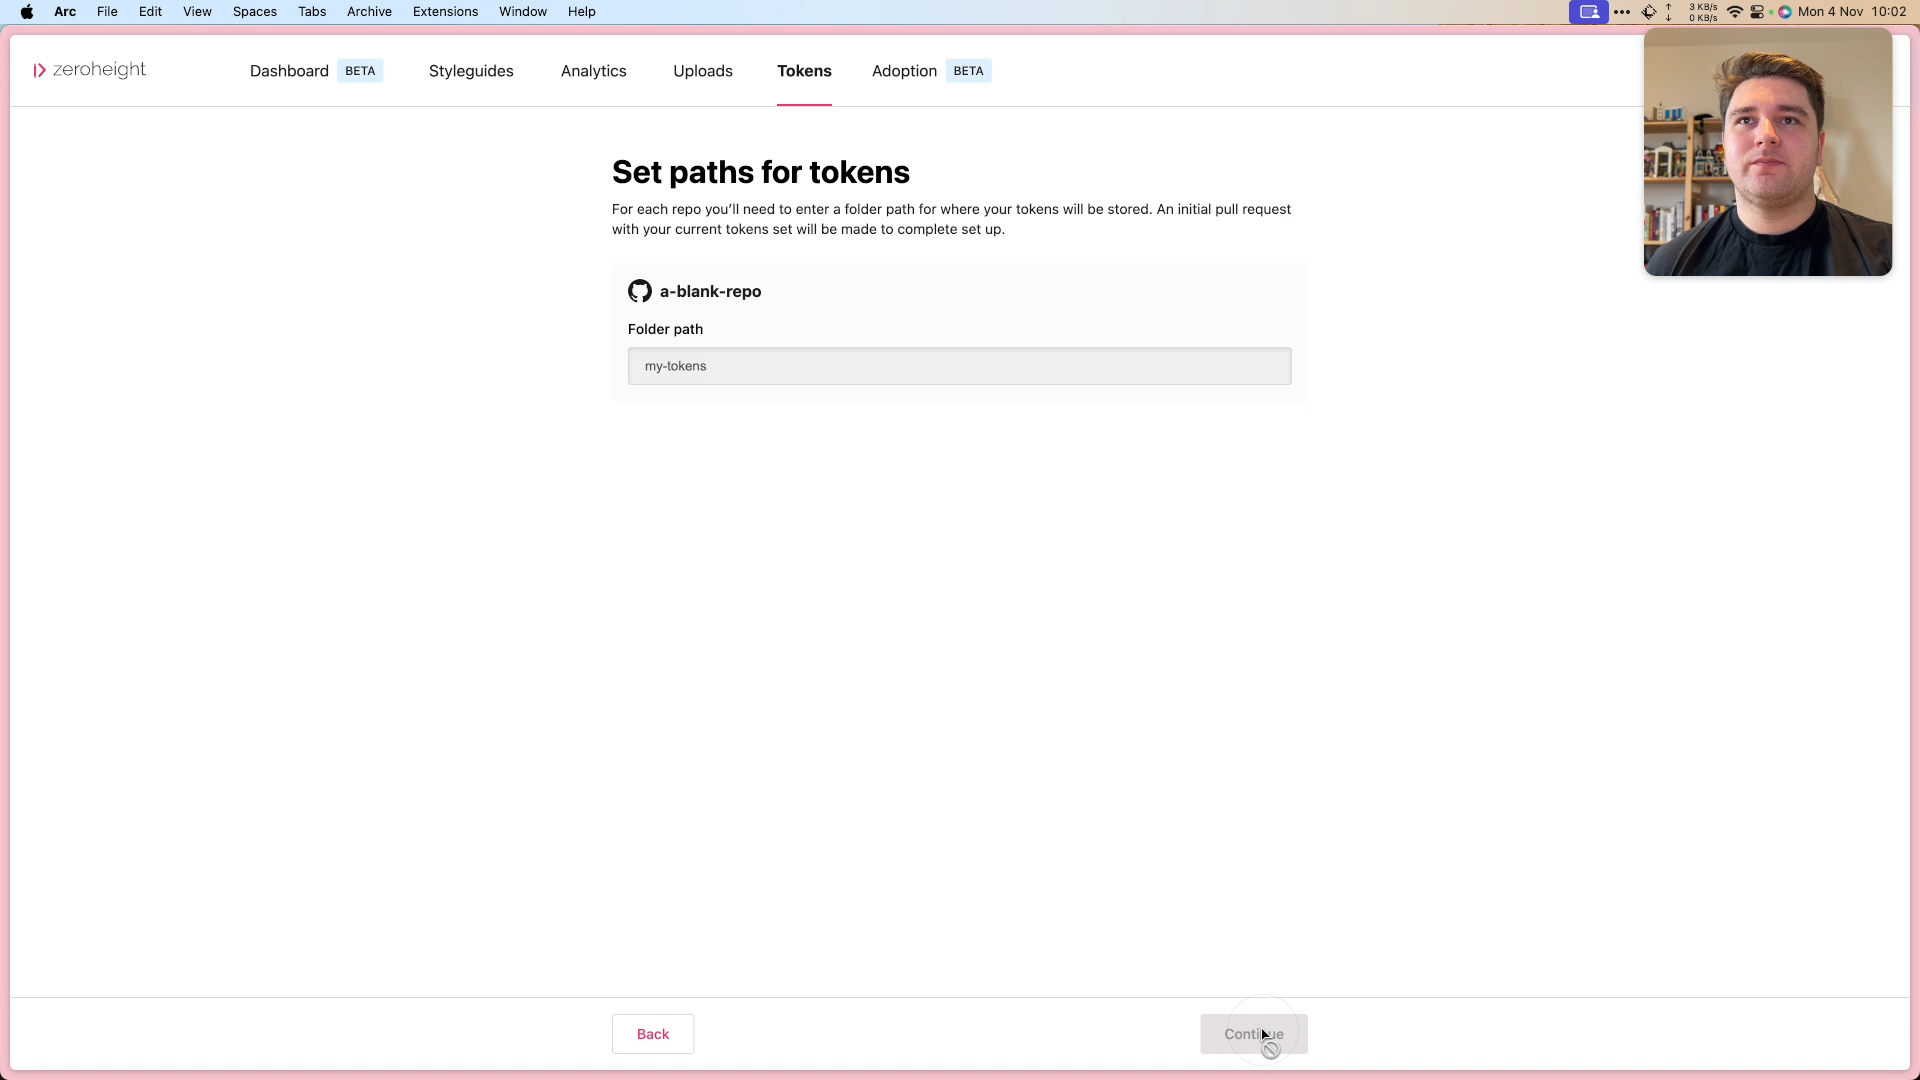 Arc File Edit View Spaces Tabs Archive Extensions Window Help
3 KB/s
0 KB/s
Mon 4 Nov 10:02
zeroheight
Dashboard BETA Styleguides Analytics Uploads Tokens Adoption BETA
Set paths for tokens
For each repo you'll need to enter a folder path for where your tokens will be stored. An initial pull request
with your current tokens set will be made to complete set up.
a-blank-repo
Folder path
my-tokens
Back
Continue